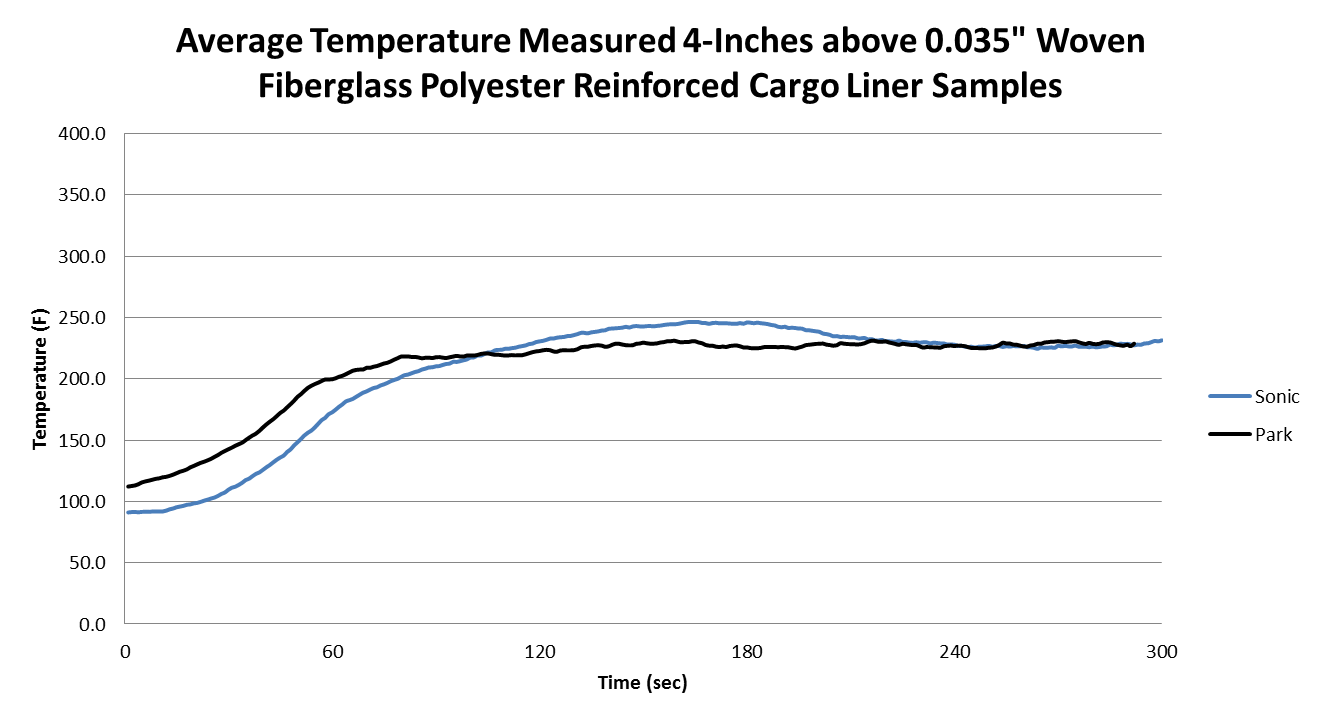 Average Temperature Measured 4-Inches above 0.035" Woven
Fiberglass Polyester Reinforced Cargo Liner Samples
400.0
350.0
300.0
250.0
200.0
150.0
100.0
50.0
0.0
Temperature (F)
0 60 120 180 240 300
Time (sec)
Sonic
Park